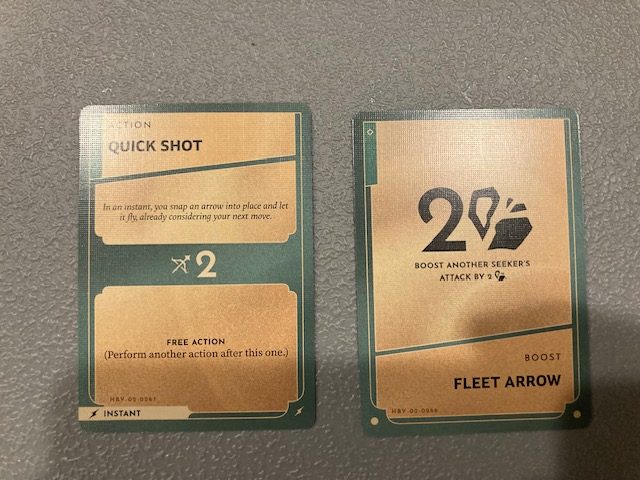 ACTION
QUICK SHOT
In an instant, you snap an arrow into place and let
it fly, already considering your next move.
2
FREE ACTION
(Perform another action after this one.)
INSTANT
2
BOOST ANOTHER SEEKER'S
ATTACK BY 2
BOOST
FLEET ARROW